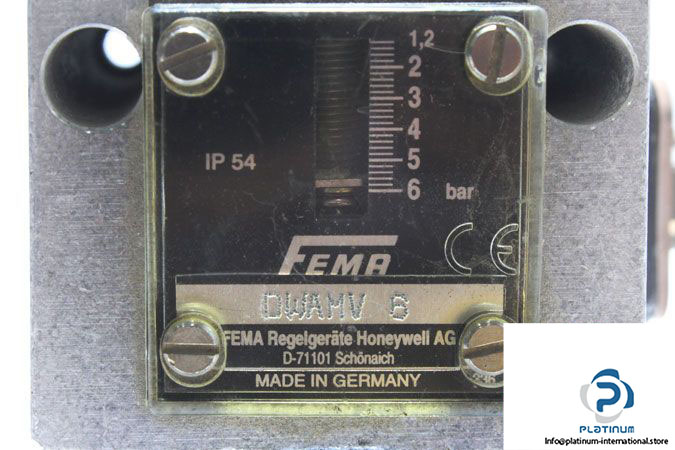 1,2
2
3
4
5
6 bar
IP 54
FEMA
CE
DWAMV 6
FEMA Regelgeräte Honeywell AG
D-71101 Schönaich
MADE IN GERMANY
PLATINUM
Info@platinum-international.store